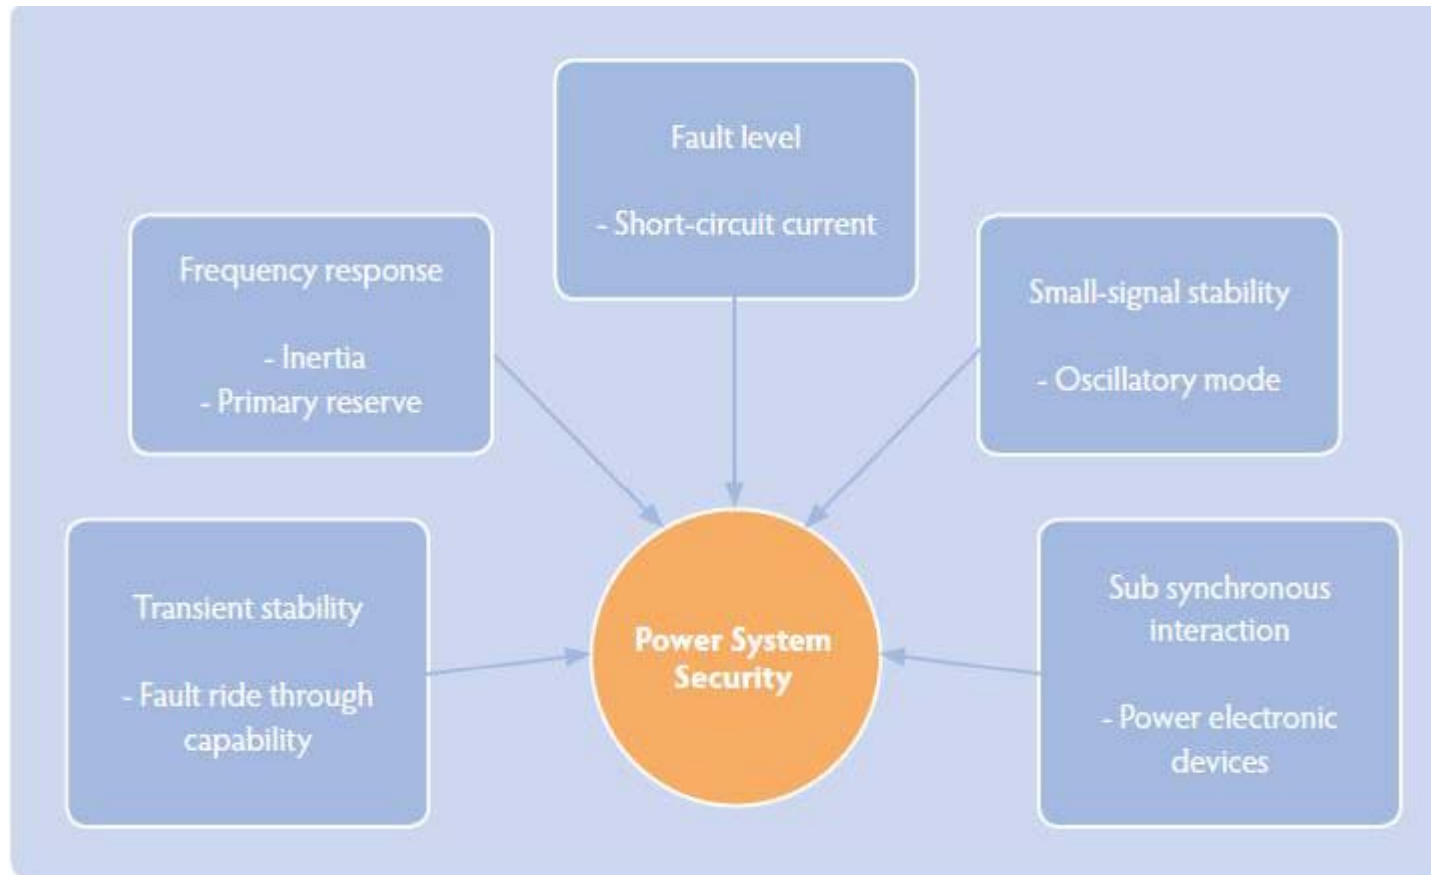 Fault level
- Short-circuit current
Frequency response
- Inertia
- Primary reserve
Small-signal stability
- Oscillatory mode
Transient stability
- Fault ride through
capability
Power System
Security
Sub synchronous
interaction
- Power electronic
devices